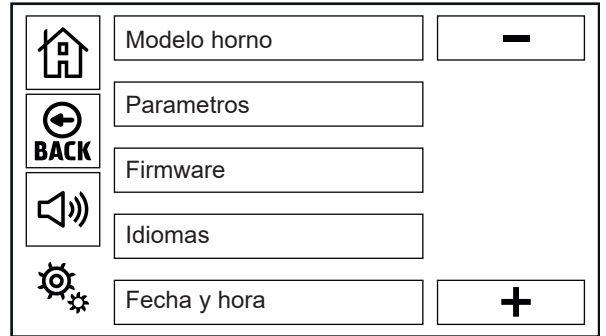 Modelo horno
Parametros
BACK
Firmware
Idiomas
Fecha y hora